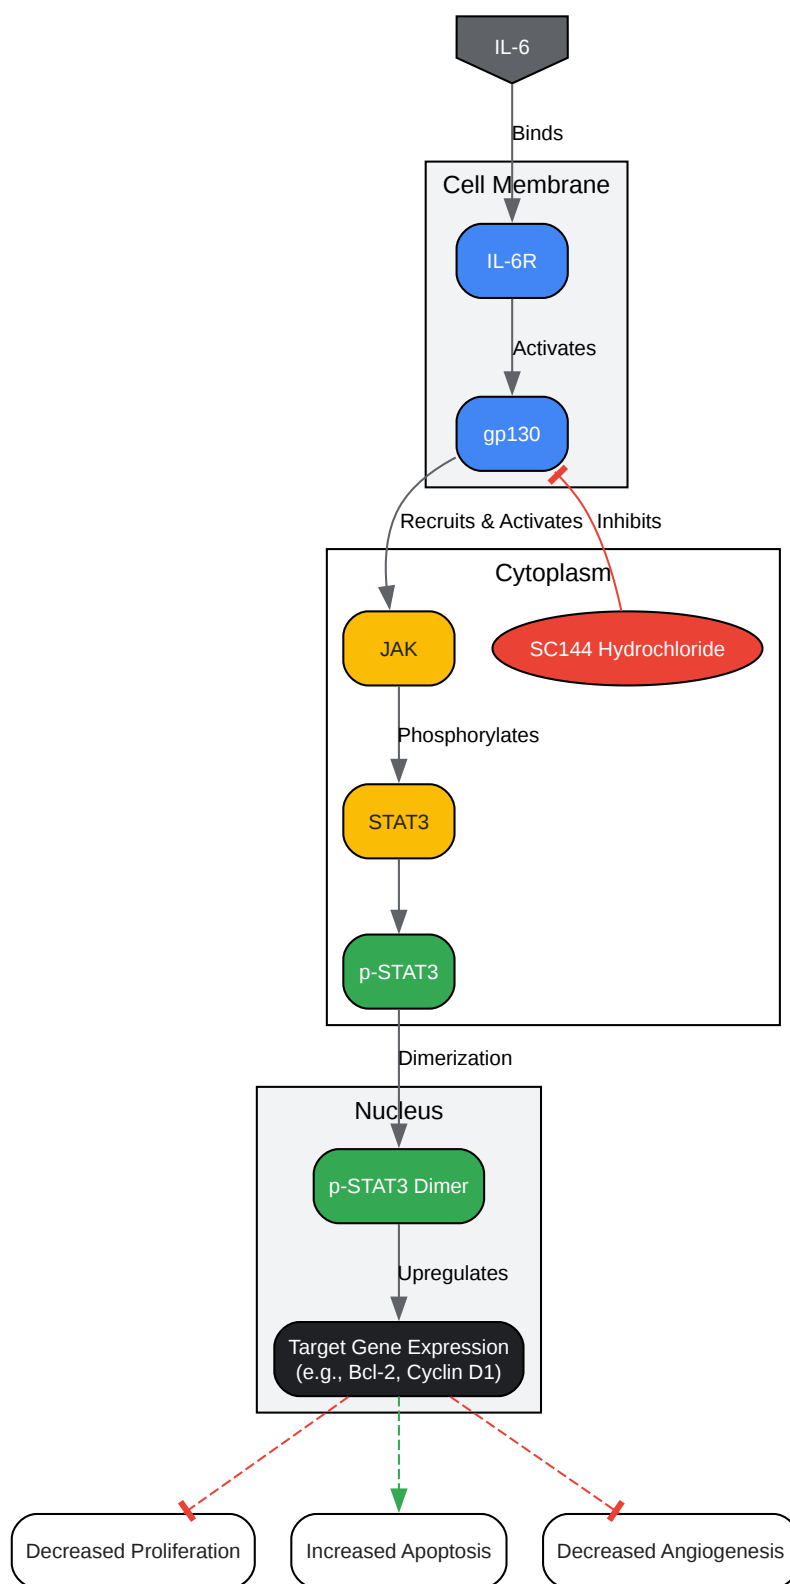 IL-6
Binds
Cell Membrane
IL-6R
Activates
gp130
Recruits & Activates
Inhibits
Cytoplasm
JAK
SC144 Hydrochloride
Phosphorylates
STAT3
p-STAT3
Dimerization
Nucleus
p-STAT3 Dimer
Upregulates
Target Gene Expression
(e.g., Bcl-2, Cyclin D1)
Decreased Proliferation
Increased Apoptosis
Decreased Angiogenesis